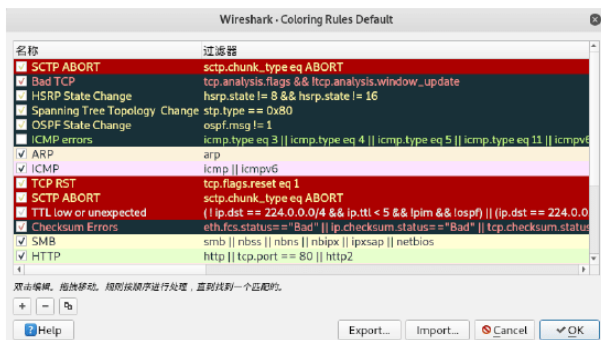 Wireshark · Coloring Rules Default
名称 过滤器
SCTP ABORT sctp.chunk_type eq ABORT
Bad TCP tcp.analysis.flags && !tcp.analysis.window_update
HSRP State Change hsrp.state != 8 && hsrp.state != 16
Spanning Tree Topology Change stp.type == 0x80
OSPF State Change ospf.msg != 1
ICMP errors icmp.type eq 3 || icmp.type eq 4 || icmp.type eq 5 || icmp.type eq 11 || icmpv6
ARP arp
ICMP icmp || icmpv6
TCP RST tcp.flags.reset eq 1
SCTP ABORT sctp.chunk_type eq ABORT
TTL low or unexpected ( ! ip.dst == 224.0.0.0/4 && ip.ttl < 5 && !pim && !ospf) || (ip.dst == 224.0.0
Checksum Errors eth.fcs.status=="Bad" || ip.checksum.status=="Bad" || tcp.checksum.status
SMB smb || nbss || nbns || nbipx || ipxsap || netbios
HTTP http || tcp.port == 80 || http2
双击编辑。拖拽移动。规则按顺序进行处理，直到找到一个匹配的。
Help Export... Import... Cancel OK